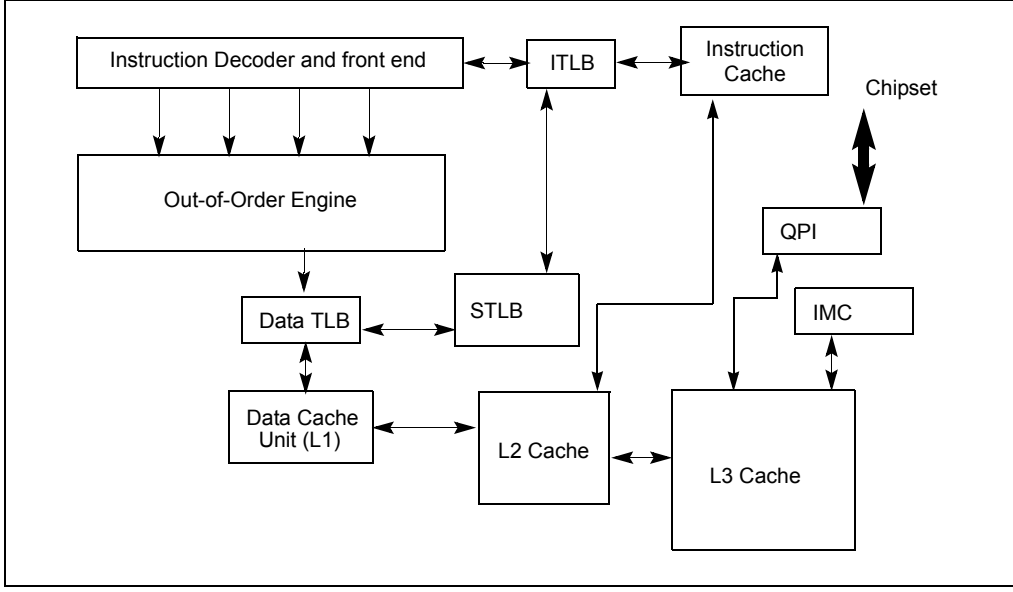 Instruction Decoder and front end
ITLB
Instruction
Cache
Chipset
Out-of-Order Engine
QPI
Data TLB
STLB
IMC
Data Cache
Unit (L1)
L2 Cache
L3 Cache